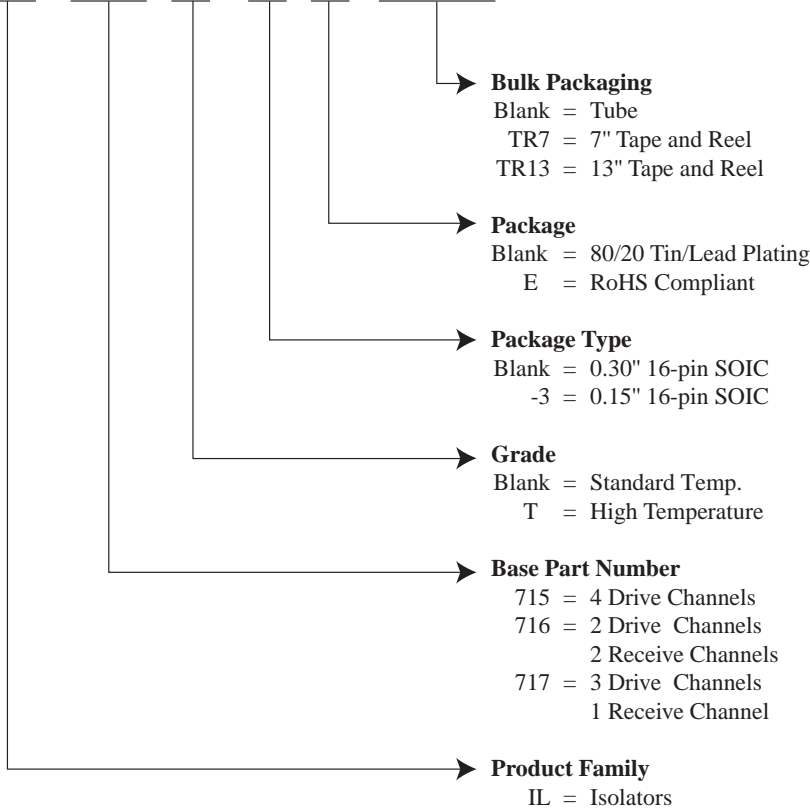 Bulk Packaging
Blank = Tube
TR7 = 7" Tape and Reel
TR13 = 13" Tape and Reel
Package
Blank = 80/20 Tin/Lead Plating
E = RoHS Compliant
Package Type
Blank = 0.30" 16-pin SOIC
-3 = 0.15" 16-pin SOIC
Grade
Blank = Standard Temp.
T = High Temperature
Base Part Number
715 = 4 Drive Channels
716 = 2 Drive Channels
2 Receive Channels
717 = 3 Drive Channels
1 Receive Channel
Product Family
IL = Isolators